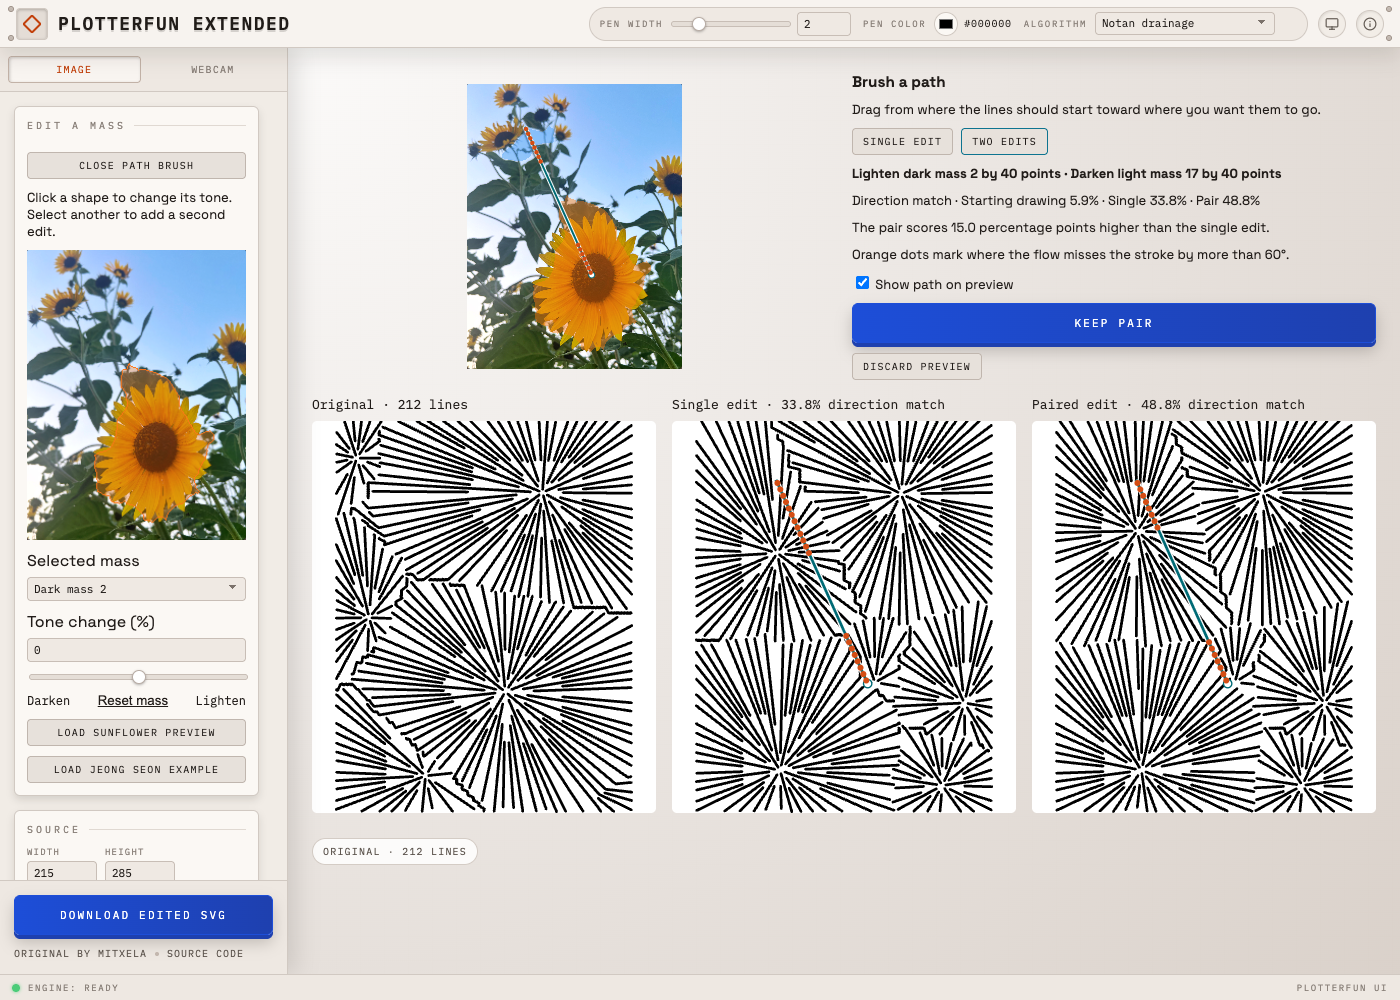 PLOTTERFUN EXTENDED
PEN WIDTH 2 PEN COLOR #000000 ALGORITHM Notan drainage
IMAGE WEBCAM
EDIT A MASS
CLOSE PATH BRUSH
Click a shape to change its tone.
Select another to add a second
edit.
Selected mass
Dark mass 2
Tone change (%)
0
Darken Reset mass Lighten
LOAD SUNFLOWER PREVIEW
LOAD JEONG SEON EXAMPLE
SOURCE
WIDTH HEIGHT
215 285
DOWNLOAD EDITED SVG
ORIGINAL BY MITXELA SOURCE CODE
Brush a path
Drag from where the lines should start toward where you want them to go.
SINGLE EDIT TWO EDITS
Lighten dark mass 2 by 40 points · Darken light mass 17 by 40 points
Direction match · Starting drawing 5.9% · Single 33.8% · Pair 48.8%
The pair scores 15.0 percentage points higher than the single edit.
Orange dots mark where the flow misses the stroke by more than 60°.
Show path on preview
KEEP PAIR
DISCARD PREVIEW
Original · 212 lines
Single edit · 33.8% direction match
Paired edit · 48.8% direction match
ORIGINAL · 212 LINES
ENGINE: READY
PLOTTERFUN UI